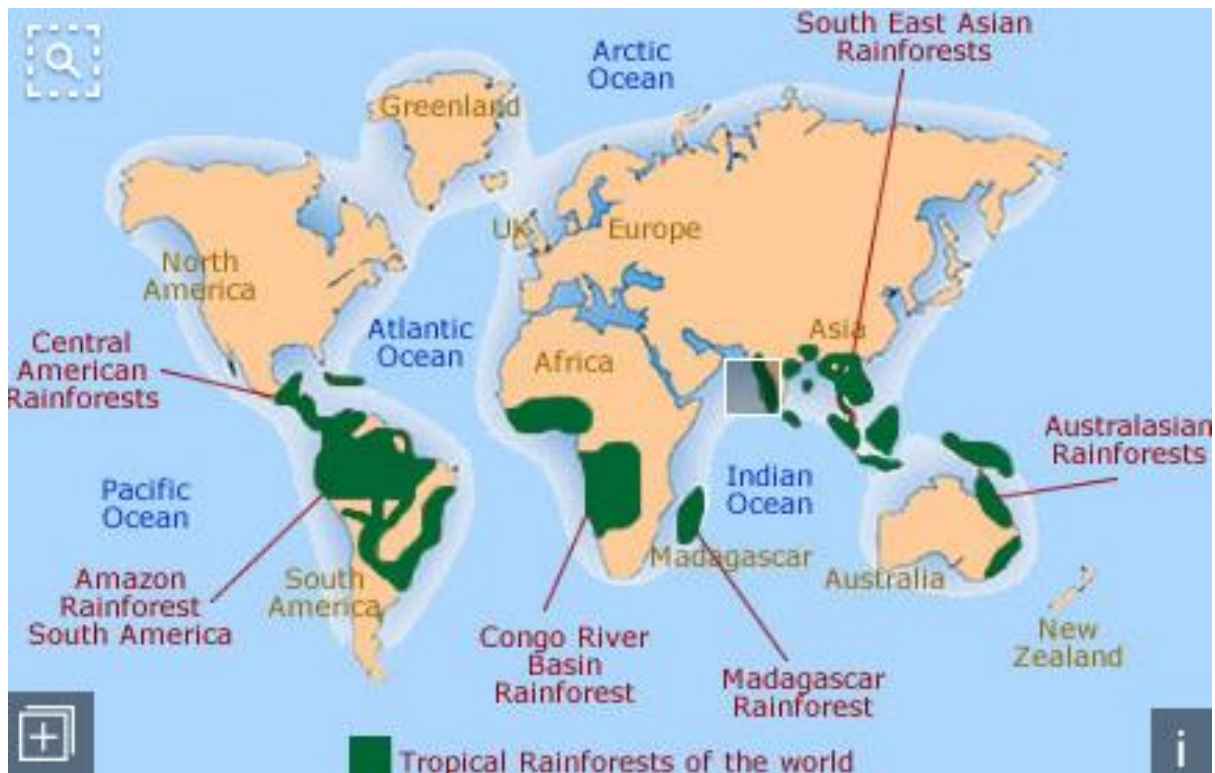 South East Asian
Rainforests
Arctic
Ocean
Greenland
UK
Europe
North
America
Atlantic
Ocean
Asia
Africa
Central
American
Rainforests
Australasian
Rainforests
Indian
Ocean
Pacific
Ocean
Madagascar
Australia
Amazon
Rainforest
South America
South
America
Congo River
Basin
Rainforest
Madagascar
Rainforest
New
Zealand
i
Tropical Rainforests of the world